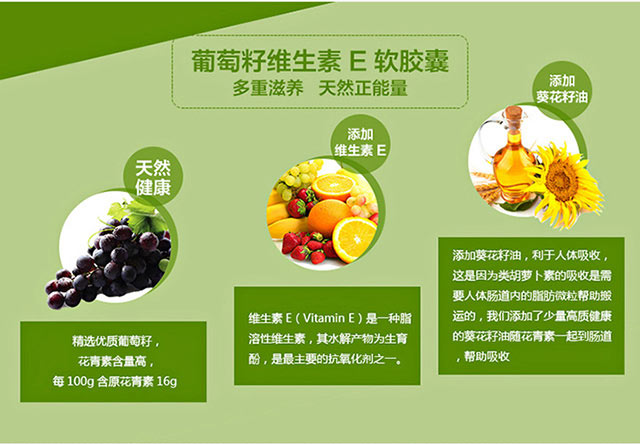 葡萄籽维生素 E 软胶囊
多重滋养 天然正能量
天然
健康
添加
维生素 E
添加
葵花籽油
精选优质葡萄籽，
花青素含量高，
每 100g 含原花青素 16g
维生素 E（Vitamin E）是一种脂
溶性维生素，其水解产物为生育
酚，是最主要的抗氧化剂之一。
添加葵花籽油，利于人体吸收，
这是因为类胡萝卜素的吸收是需
要人体肠道内的脂肪微粒帮助搬
运的，我们添加了少量高质健康
的葵花籽油随花青素一起到肠道
，帮助吸收